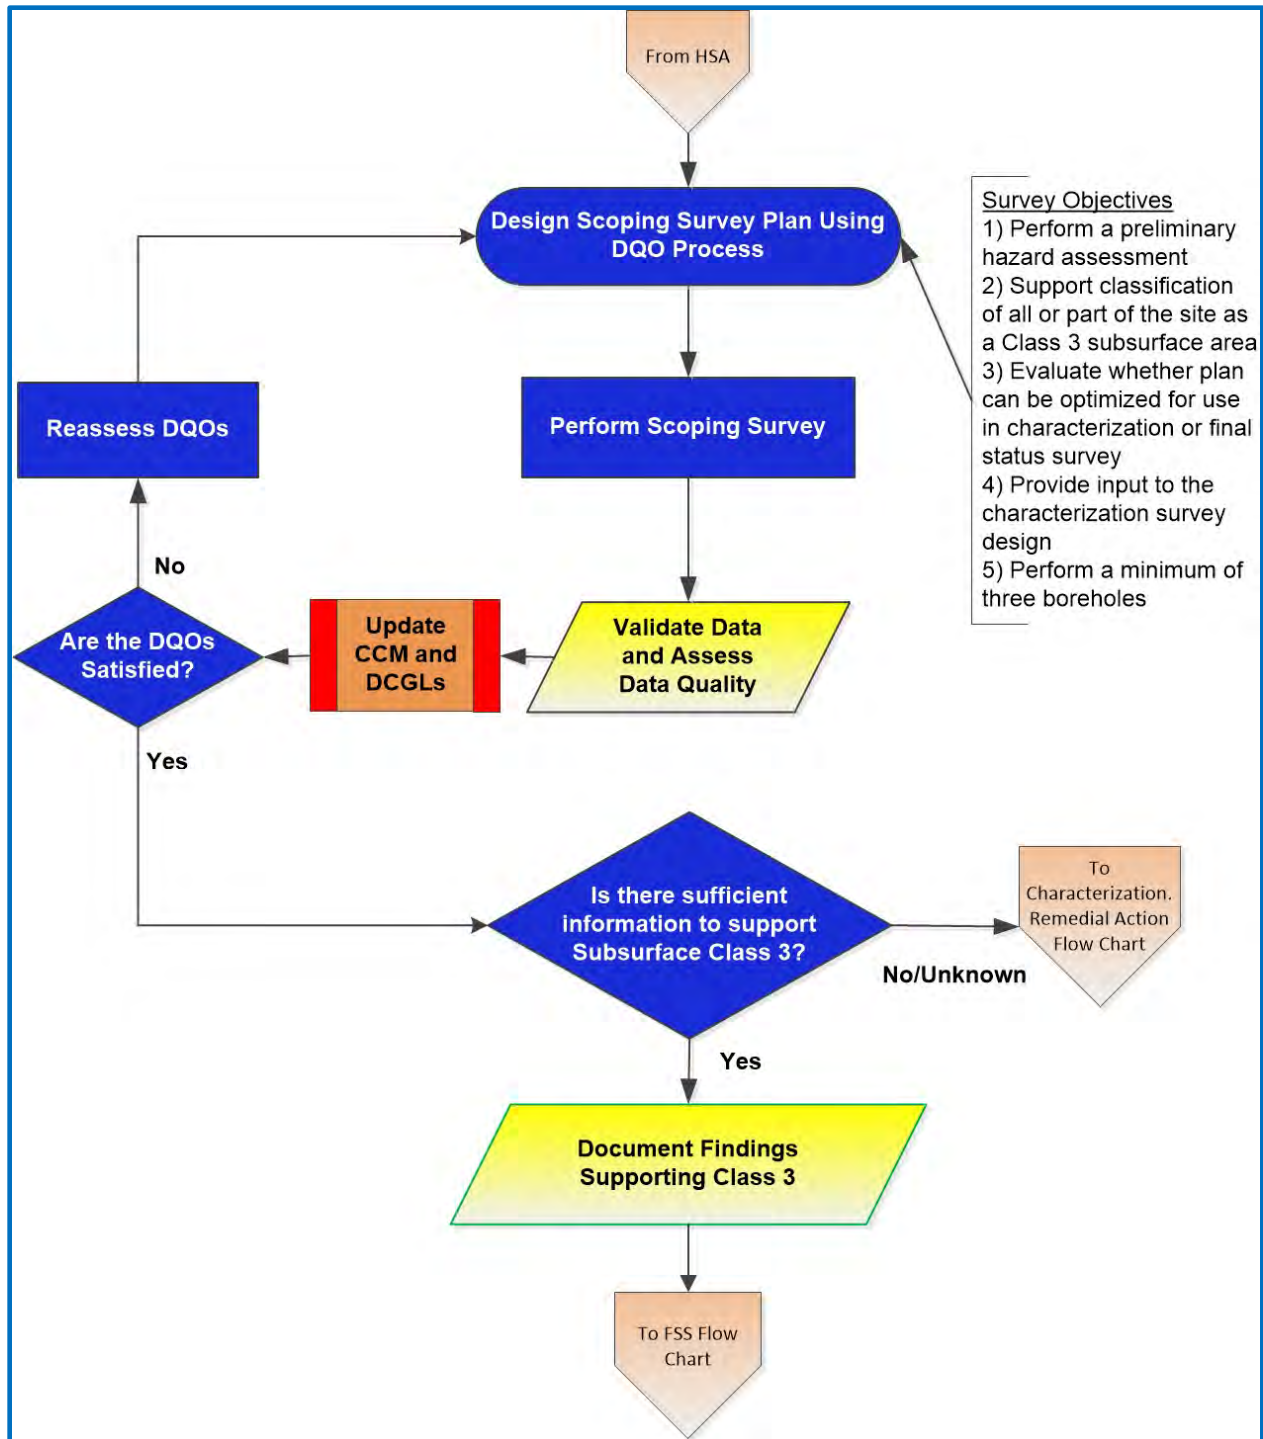 From HSA
Design Scoping Survey Plan Using
DQO Process
Survey Objectives
1) Perform a preliminary
hazard assessment
2) Support classification
of all or part of the site as
a Class 3 subsurface area
3) Evaluate whether plan
can be optimized for use
in characterization or final
status survey
4) Provide input to the
characterization survey
design
5) Perform a minimum of
three boreholes
Reassess DQOs
Perform Scoping Survey
No
Are the DQOs
Satisfied?
Update
CCM and
DCGLs
Validate Data
and Assess
Data Quality
Yes
Is there sufficient
information to support
Subsurface Class 3?
To
Characterization.
Remedial Action
Flow Chart
No/Unknown
Yes
Document Findings
Supporting Class 3
To FSS Flow
Chart